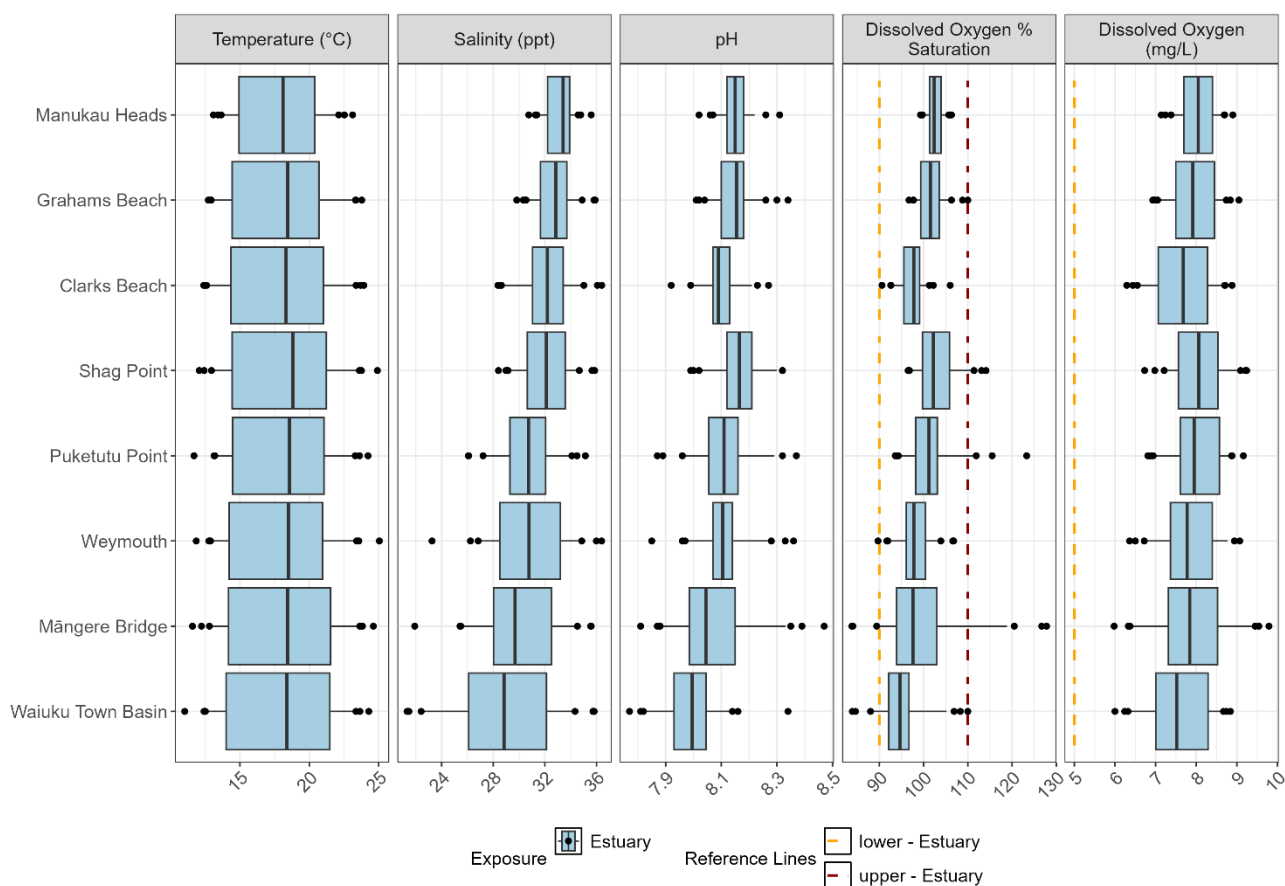 Temperature (°C)
Salinity (ppt)
pH
Dissolved Oxygen %
Saturation
Dissolved Oxygen
(mg/L)
Manukau Heads
Grahams Beach
Clarks Beach
Shag Point
Puketutu Point
Weymouth
Māngere Bridge
Waiuku Town Basin
15 20 25
24 28 32 36
7.9 8.1 8.3 8.5
90 100 110 120 130
5 6 7 8 9 10
Exposure
Estuary
Reference Lines
lower - Estuary
upper - Estuary